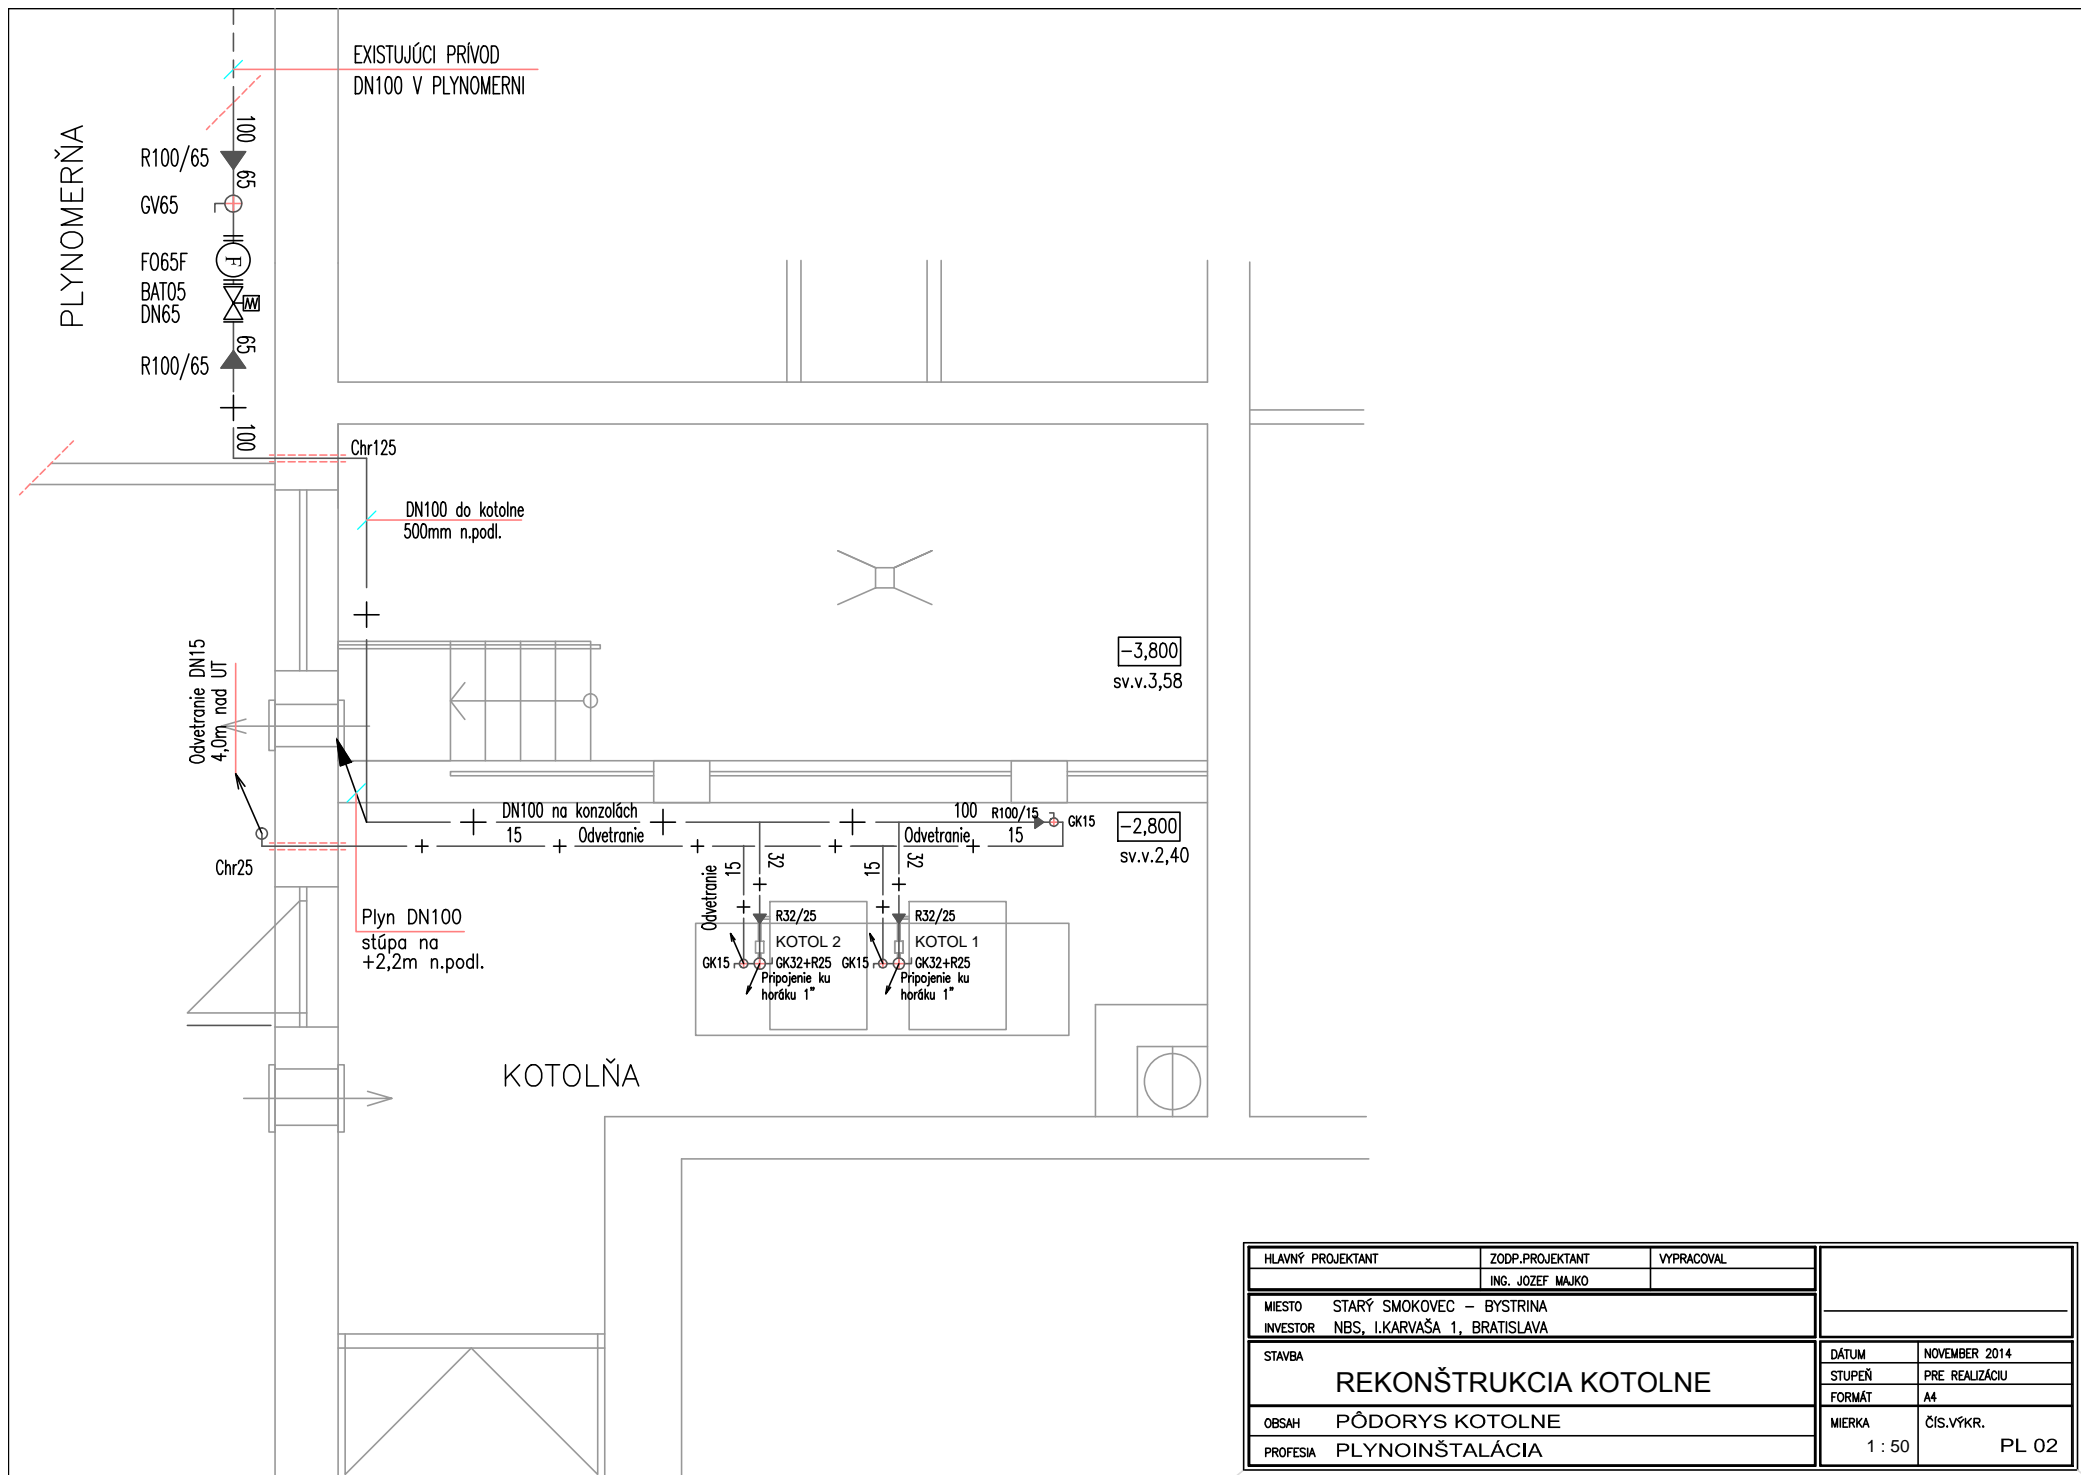 EXISTUJÚCI PRÍVOD
DN100 V PLYNOMERNI
PLYNOMERŇA
100
R100/65
65
GV65
F
FO65F
BAT05
DN65
65
R100/65
100
Chr125
DN100 do kotolne
500mm n.podl.
Odvetranie DN15
4,0m nad UT
-3,800
sv.v.3,58
DN100 na konzolách
100
R100/15
GK15
15
Odvetranie
Odvetranie
15
-2,800
sv.v.2,40
Chr25
Odvetranie
15
32
15
32
Plyn DN100
stúpa na
+2,2m n.podl.
R32/25
R32/25
KOTOL 2
KOTOL 1
GK15
GK32+R25
GK15
GK32+R25
Pripojenie ku
horáku 1"
Pripojenie ku
horáku 1"
KOTOLŇA
HLAVNÝ PROJEKTANT
ZODP.PROJEKTANT
VYPRACOVAL
ING. JOZEF MAJKO
MIESTO STARÝ SMOKOVEC – BYSTRINA
INVESTOR NBS, I.KARVAŠA 1, BRATISLAVA
STAVBA
REKONŠTRUKCIA KOTOLNE
OBSAH PÔDORYS KOTOLNE
PROFESIA PLYNOINŠTALÁCIA
DÁTUM NOVEMBER 2014
STUPEŇ PRE REALIZÁCIU
FORMÁT A4
MIERKA ČÍS.VÝKR.
1 : 50 PL 02